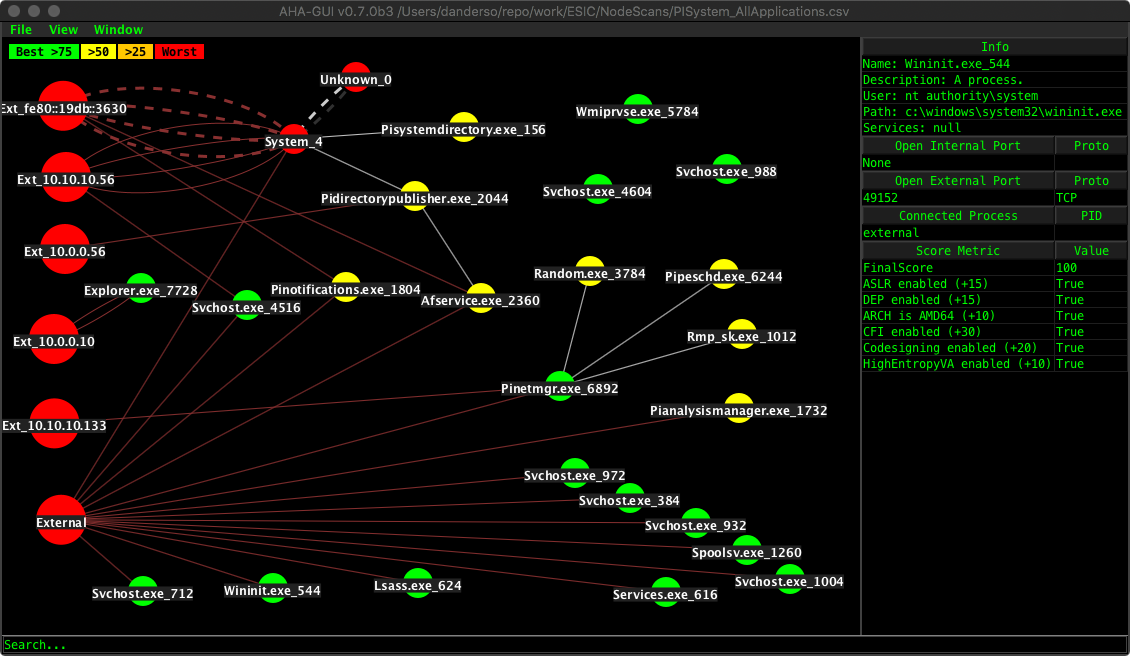 AHA-GUI v0.7.0b3 /Users/danderso/repo/work/ESIC/NodeScans/PISystem_AllApplications.csv
File View Window
Best >75 >50 >25 Worst
Unknown_0
Ext_fe80::19db::3630
Wmiprvse.exe_5784
Pisystemdirectory.exe_156
System_4
Svchost.exe_988
Ext_10.10.10.56
Svchost.exe_4604
Pidirectorypublisher.exe_2044
Ext_10.0.0.56
Random.exe_3784
Pipeschd.exe_6244
Explorer.exe_7728
Pinotifications.exe_1804
Afservice.exe_2360
Svchost.exe_4516
Rmp_sk.exe_1012
Ext_10.0.0.10
Pinetmgr.exe_6892
Pianalysismanager.exe_1732
Ext_10.10.10.133
Svchost.exe_972
Svchost.exe_384
External
Svchost.exe_932
Spoolsv.exe_1260
Svchost.exe_1004
Lsass.exe_624
Wininit.exe_544
Svchost.exe_712
Services.exe_616
Info
Name: Wininit.exe_544
Description: A process.
User: nt authority\system
Path: c:\windows\system32\wininit.exe
Services: null
Open Internal Port Proto
None
Open External Port Proto
49152 TCP
Connected Process PID
external
Score Metric Value
FinalScore 100
ASLR enabled (+15) True
DEP enabled (+15) True
ARCH is AMD64 (+10) True
CFI enabled (+30) True
Codesigning enabled (+20) True
HighEntropyVA enabled (+10) True
Search...